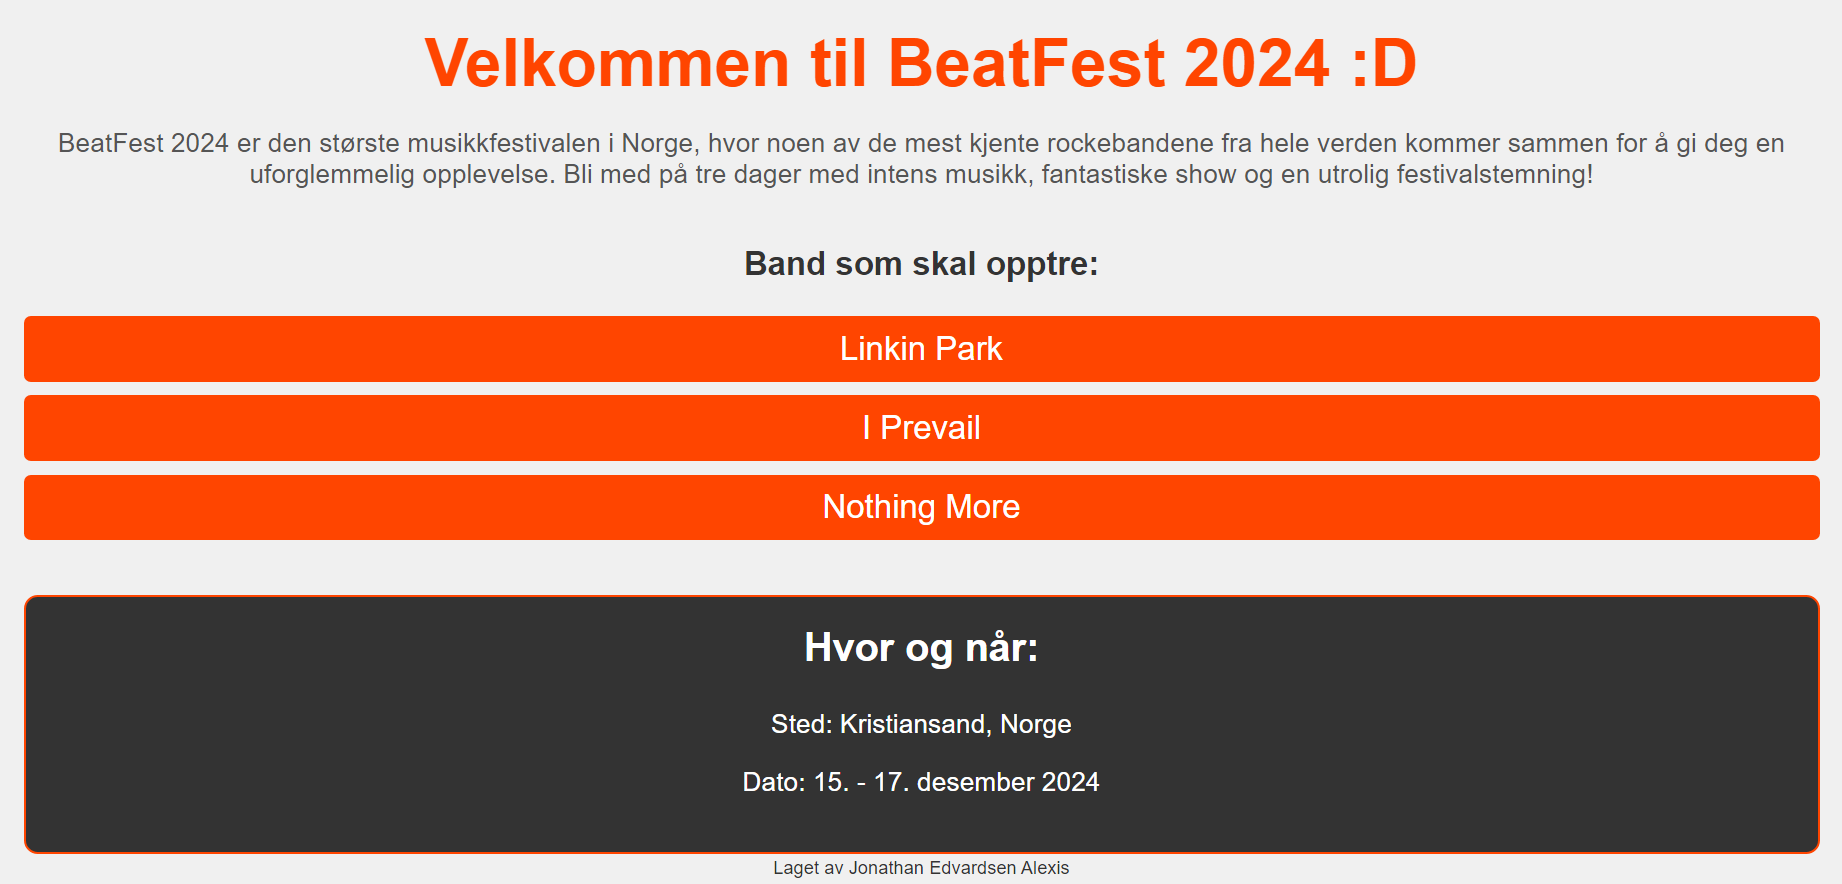 Velkommen til BeatFest 2024 :D
BeatFest 2024 er den største musikkfestivalen i Norge, hvor noen av de mest kjente rockebandene fra hele verden kommer sammen for å gi deg en
uforglemmelig opplevelse. Bli med på tre dager med intens musikk, fantastiske show og en utrolig festivalstemning!
Band som skal opptre:
Linkin Park
I Prevail
Nothing More
Hvor og når:
Sted: Kristiansand, Norge
Dato: 15. - 17. desember 2024
Laget av Jonathan Edvardsen Alexis